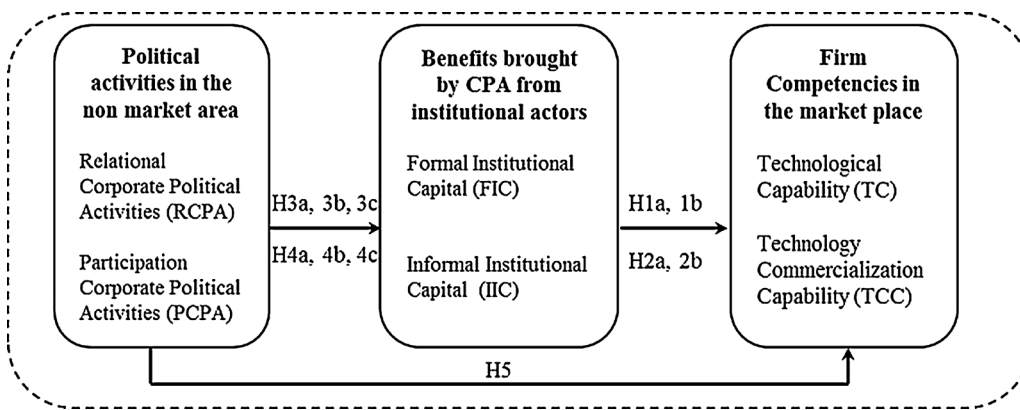 Political
activities in the
non market area
Relational
Corporate Political
Activities (RCPA)
Participation
Corporate Political
Activities (PCPA)
H3a, 3b, 3c
H4a, 4b, 4c
Benefits brought
by CPA from
institutional actors
Formal Institutional
Capital (FIC)
Informal Institutional
Capital (IIC)
H1a, 1b
H2a, 2b
Firm
Competencies in
the market place
Technological
Capability (TC)
Technology
Commercialization
Capability (TCC)
H5